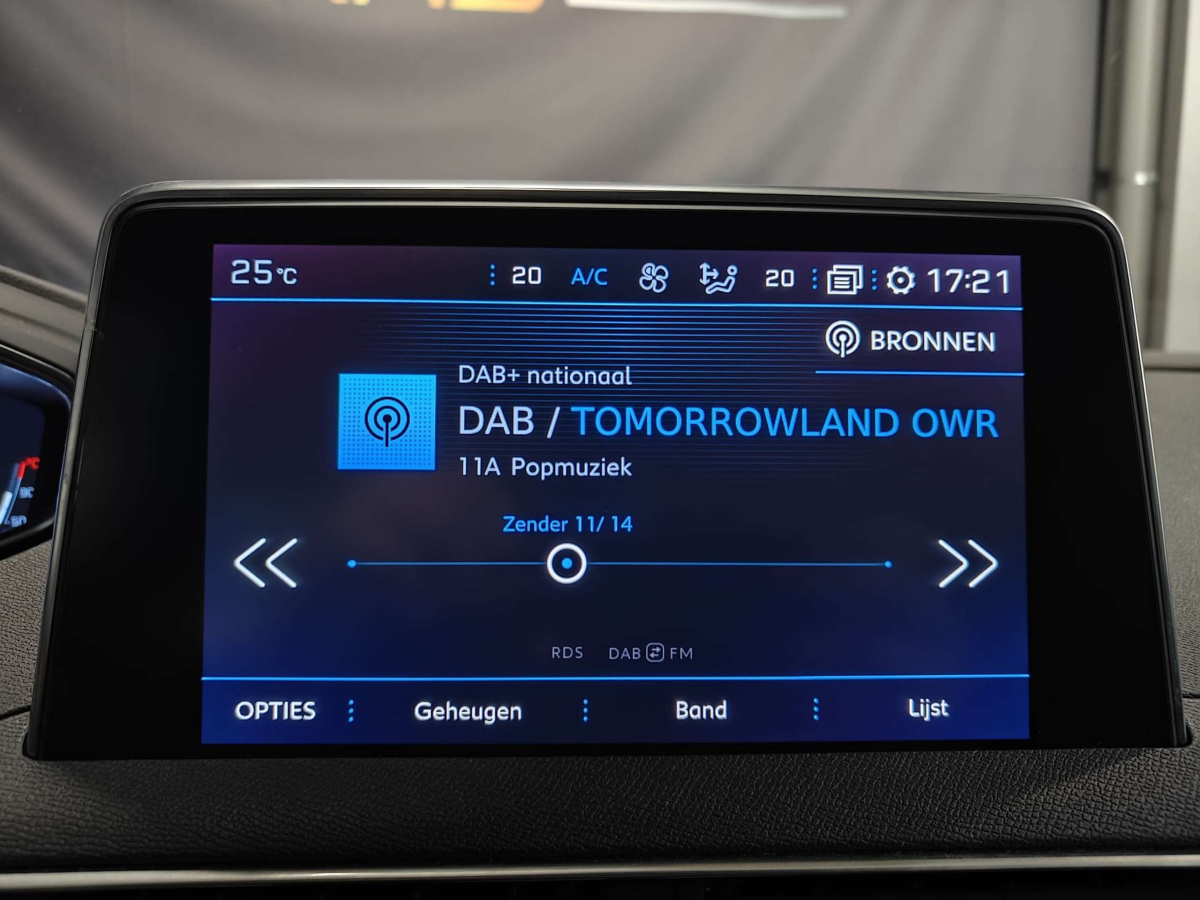 25°C 20 A/C 20 17:21
BRONNEN
DAB+ nationaal
DAB / TOMORROWLAND OWR
11A Popmuziek
Zender 11/ 14
RDS DAB FM
OPTIES Geheugen Band Lijst